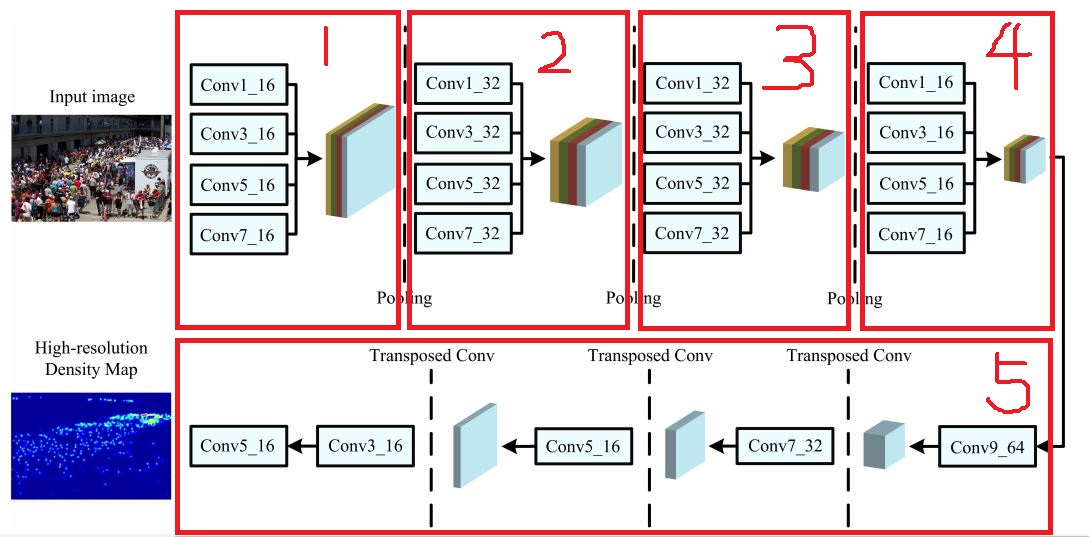 1
2
3
4
Input image
Conv1_16
Conv3_16
Conv5_16
Conv7_16
Conv1_32
Conv3_32
Conv5_32
Conv7_32
Conv1_32
Conv3_32
Conv5_32
Conv7_32
Conv1_16
Conv3_16
Conv5_16
Conv7_16
Pooling
Pooling
Pooling
High-resolution
Density Map
Transposed Conv
Transposed Conv
Transposed Conv
5
Conv5_16
Conv3_16
Conv5_16
Conv7_32
Conv9_64